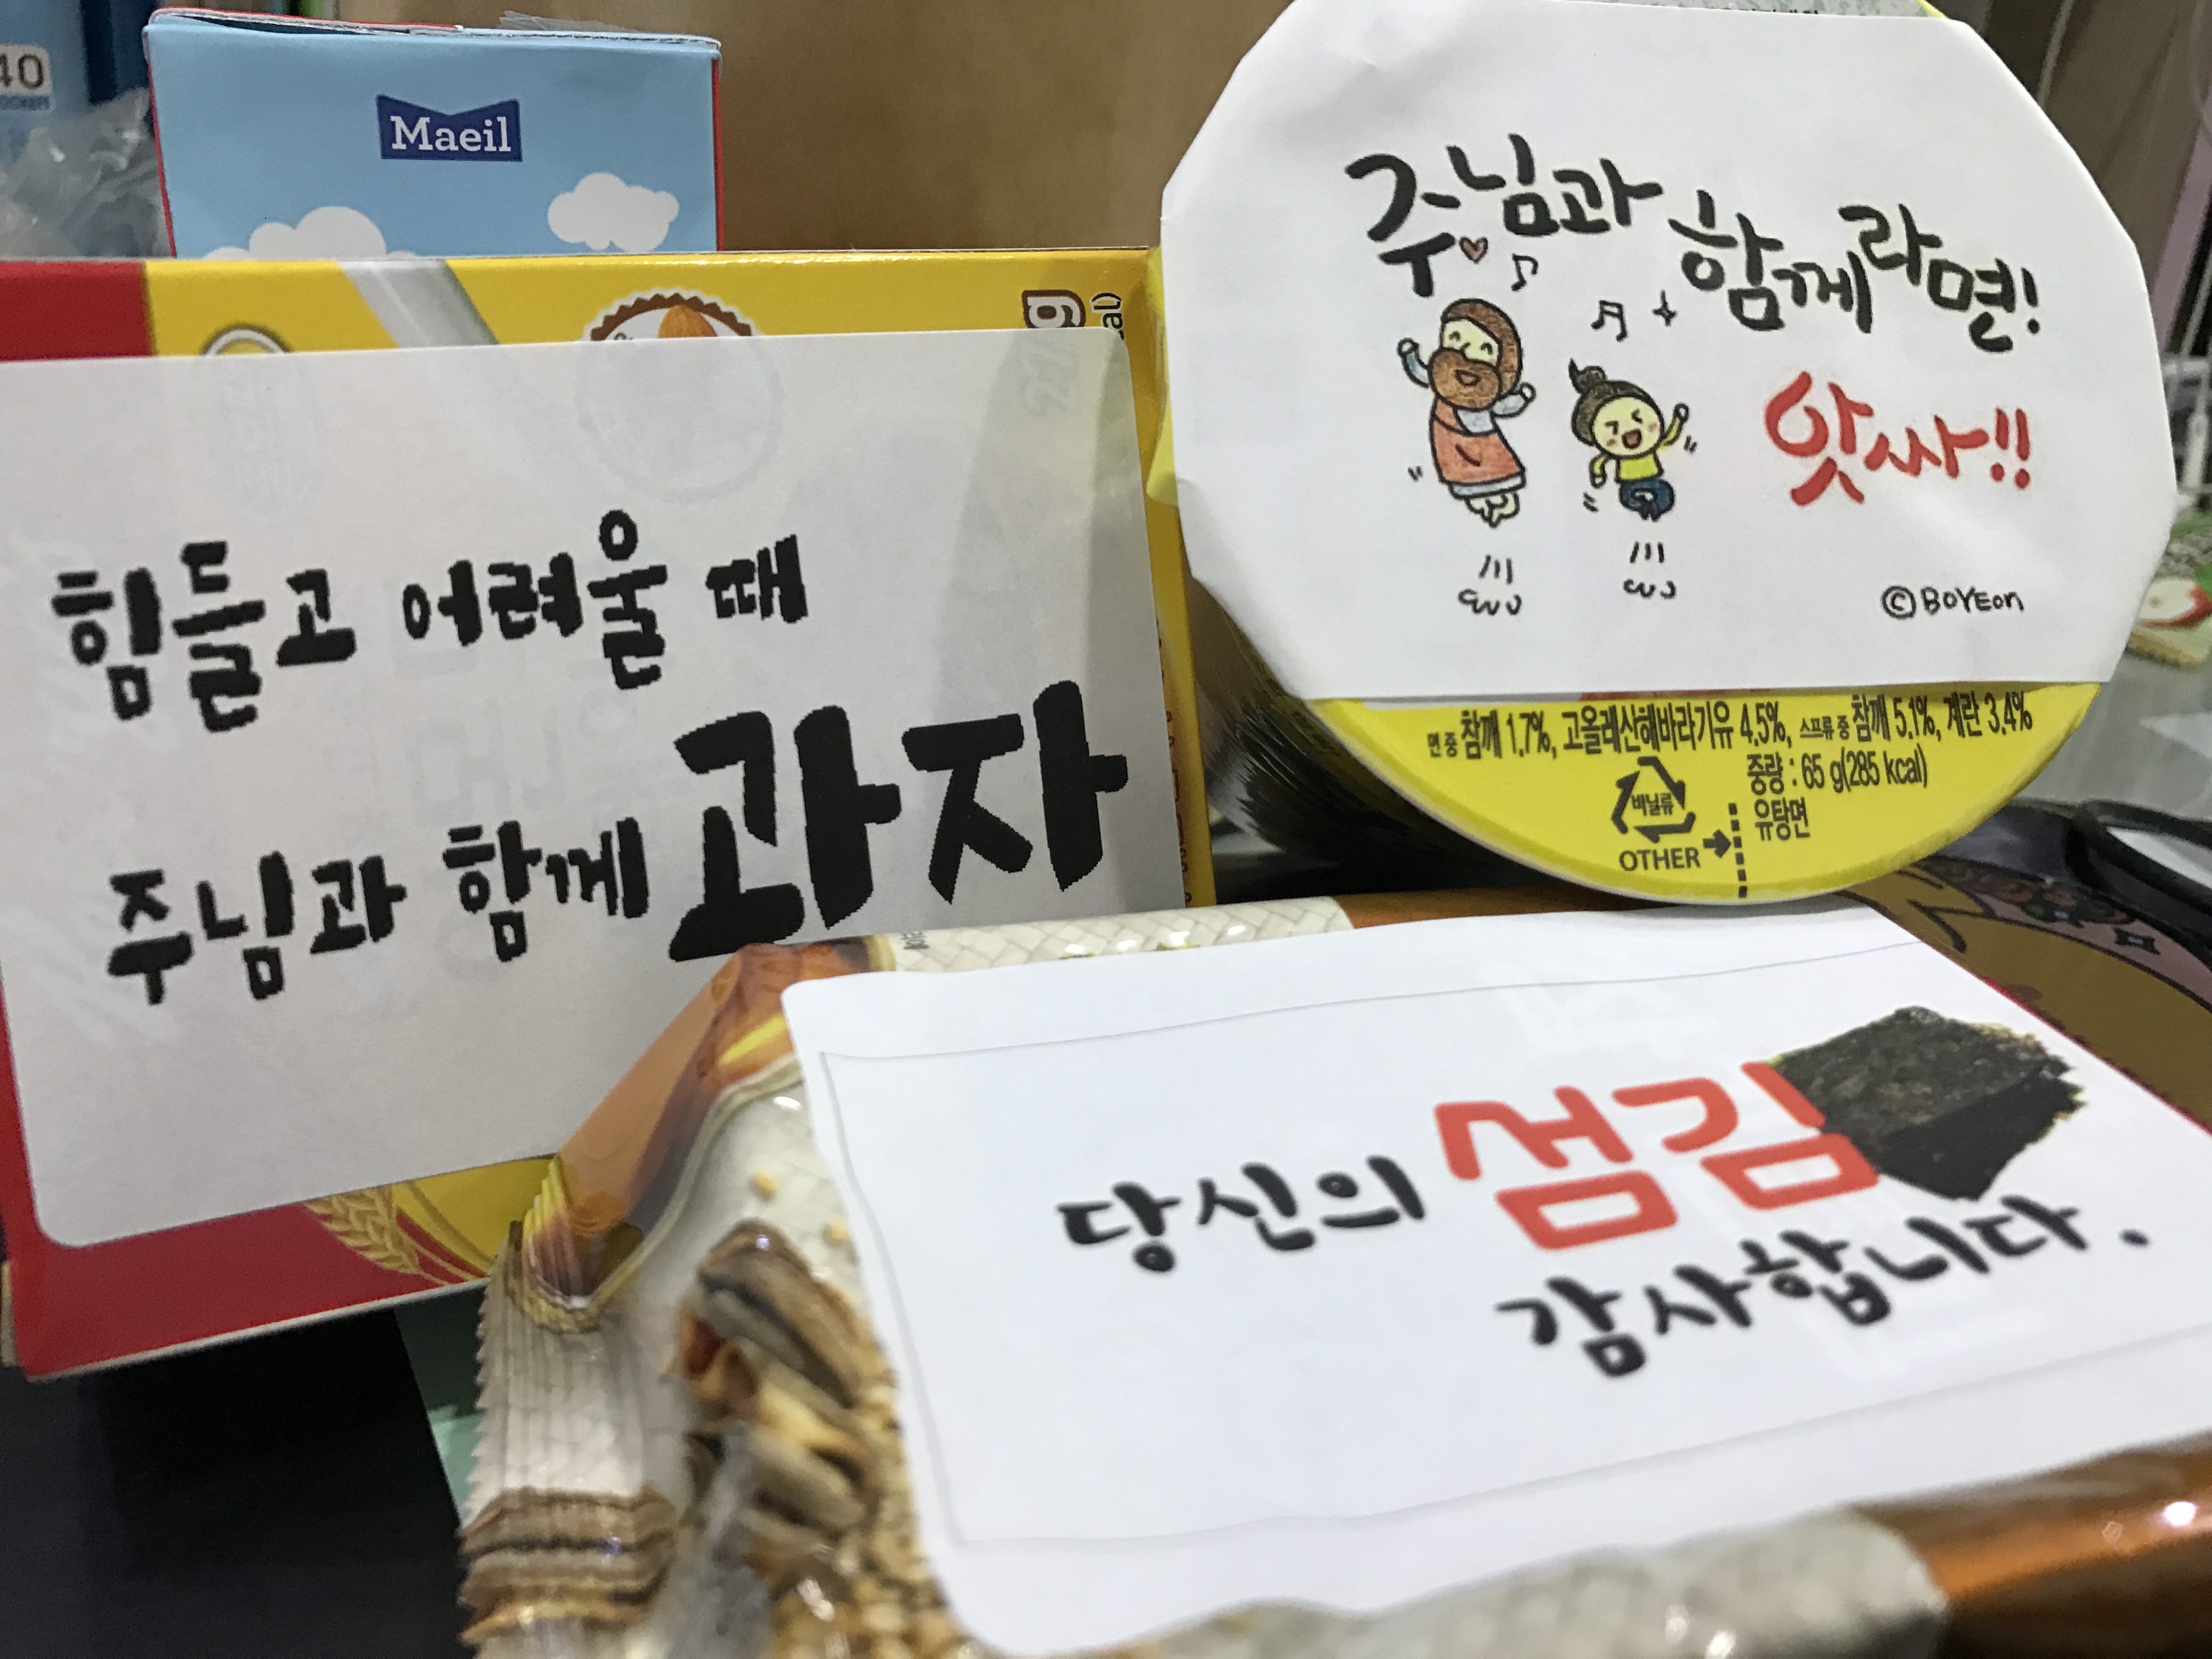 40
Maeil
힘들고 어려울 때
주님과 함께 과자
주님과 함께라면!
앗싸!!
©BOYEon
면 중 참깨 1.7%, 고올레산해바라기유 4.5%, 스프류 중 참깨 5.1%, 계란 3.4%
중량 : 65 g(285 kcal)
유탕면
비닐류
OTHER
당신의 섬김
감사합니다.